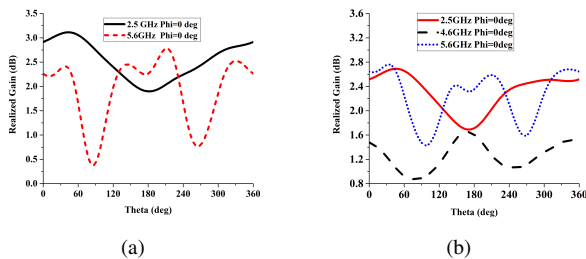 3.5
3.0
2.5
2.0
1.5
1.0
0.5
0.0
Realized Gain (dB)
2.5 GHz Phi=0 deg
5.6GHz Phi=0 deg
0 60 120 180 240 300 360
Theta (deg)
(a)
3.6
3.2
2.8
2.4
2.0
1.6
1.2
0.8
Realized Gain (dB)
2.5GHz Phi=0deg
4.6GHz Phi=0deg
5.6GHz Phi=0deg
0 60 120 180 240 300 360
Theta (deg)
(b)